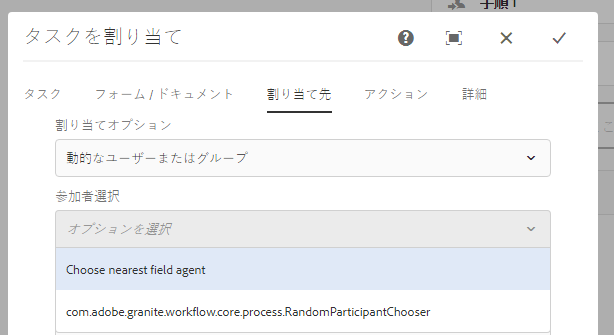 手順 1
タスクを割り当て
タスク フォーム / ドキュメント 割り当て先 アクション 詳細
割り当てオプション
動的なユーザーまたはグループ
参加者選択
オプションを選択
Choose nearest field agent
com.adobe.granite.workflow.core.process.RandomParticipantChooser